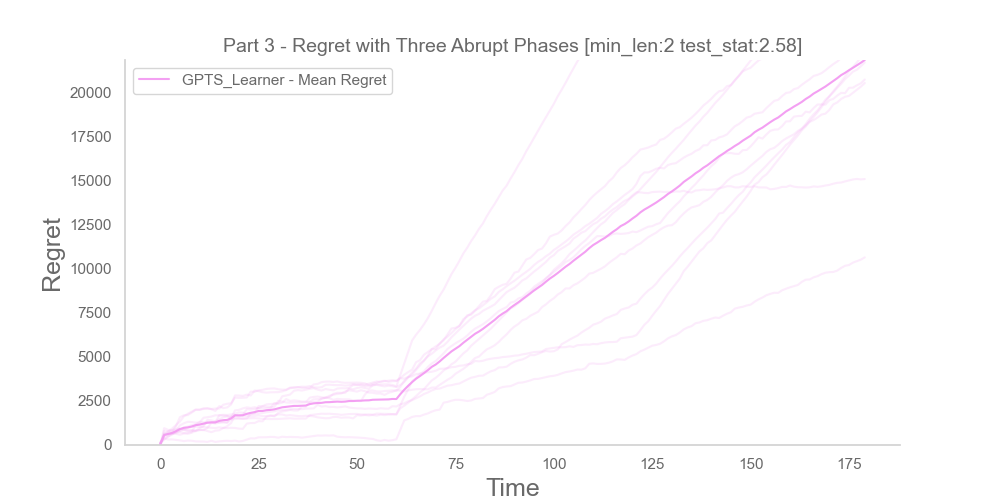 Part 3 - Regret with Three Abrupt Phases [min_len:2 test_stat:2.58]
GPTS_Learner - Mean Regret
Regret
20000
17500
15000
12500
10000
7500
5000
2500
0
0 25 50 75 100 125 150 175
Time